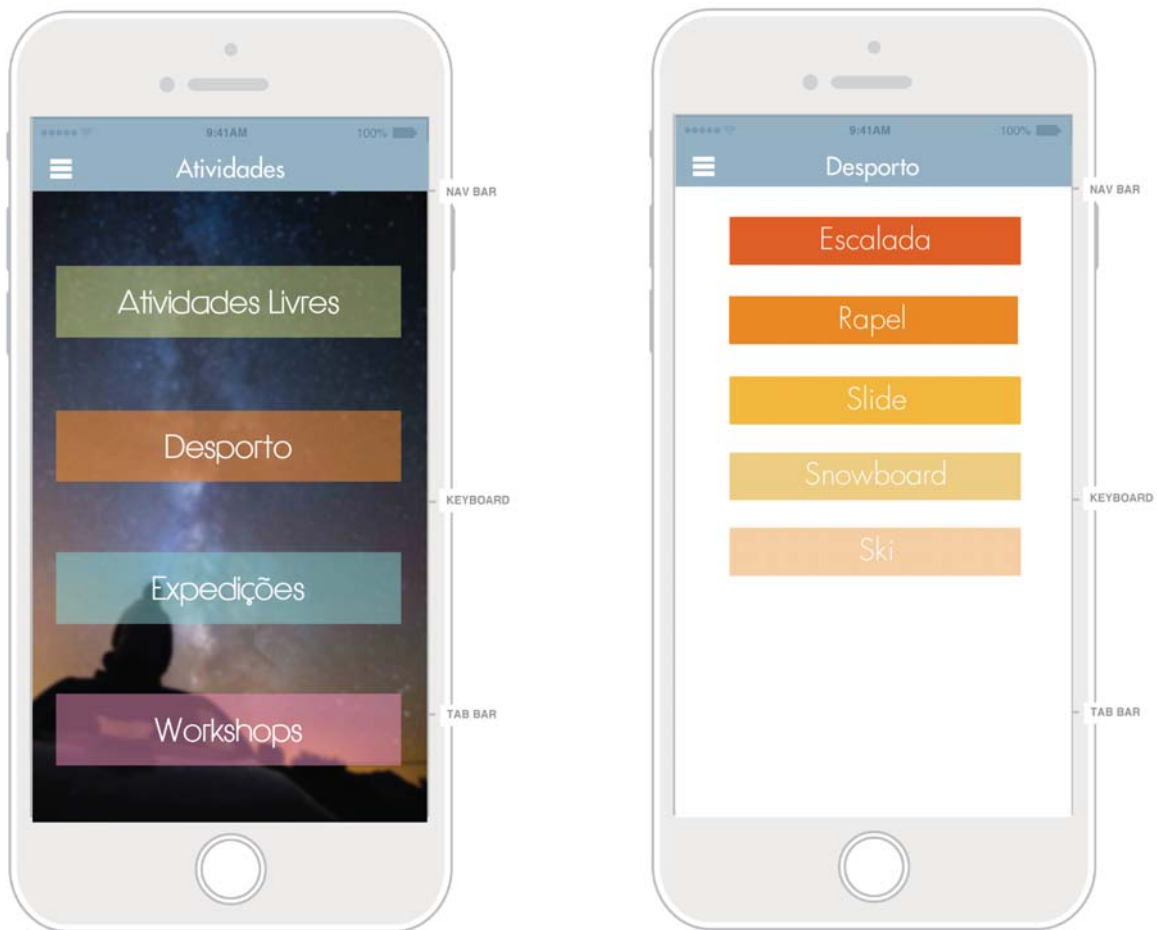 9:41AM
100%
Atividades
NAV BAR
Atividades Livres
Desporto
KEYBOARD
Expedições
TAB BAR
Workshops
9:41AM
100%
Desporto
NAV BAR
Escalada
Rapel
Slide
Snowboard
KEYBOARD
Ski
TAB BAR